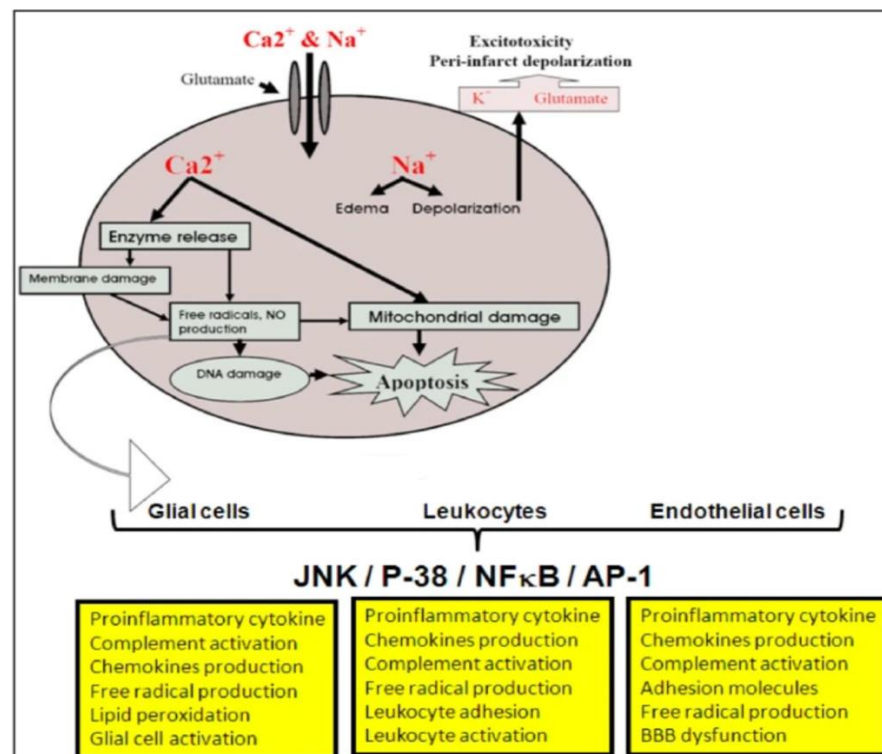 Ca2⁺ & Na⁺
Glutamate
Excitotoxicity
Peri-infarct depolarization
K⁻ Glutamate
Ca2⁺
Na⁺
Edema Depolarization
Enzyme release
Membrane damage
Free radicals, NO
production
Mitochondrial damage
DNA damage
Apoptosis
Glial cells Leukocytes Endothelial cells
JNK / P-38 / NFκB / AP-1
Proinflammatory cytokine
Complement activation
Chemokines production
Free radical production
Lipid peroxidation
Glial cell activation
Proinflammatory cytokine
Chemokines production
Complement activation
Free radical production
Leukocyte adhesion
Leukocyte activation
Proinflammatory cytokine
Chemokines production
Complement activation
Adhesion molecules
Free radical production
BBB dysfunction